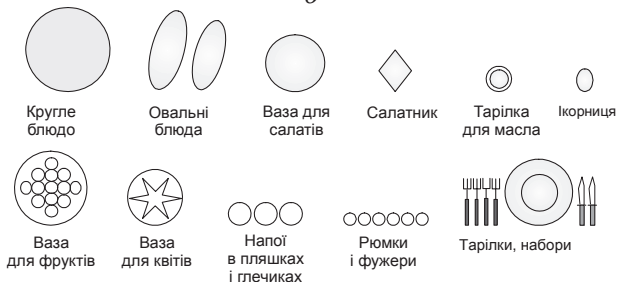 Кругле
блюдо
Овальні
блюда
Ваза для
салатів
Салатник
Тарілка
для масла
Ікорниця
Ваза
для фруктів
Ваза
для квітів
Напої
в пляшках
і глечиках
Рюмки
і фужери
Тарілки, набори